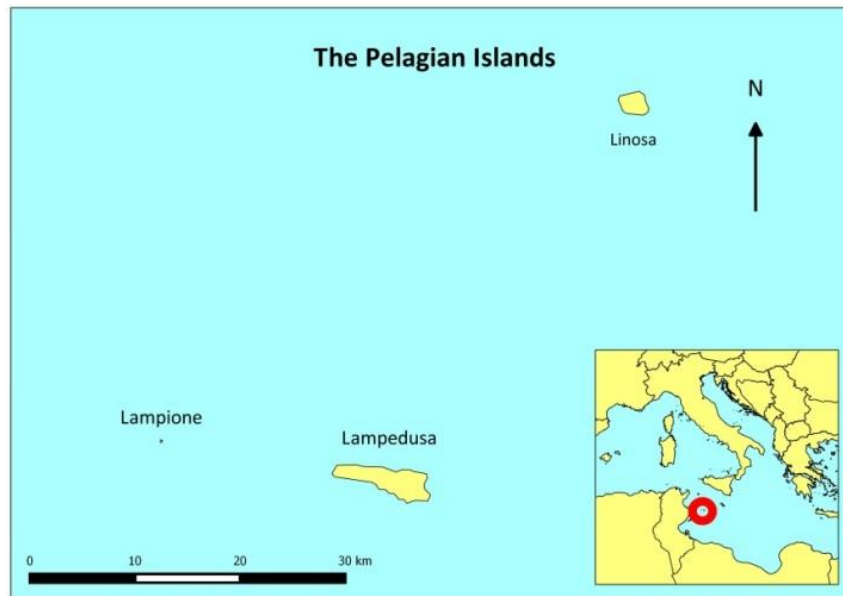 The Pelagian Islands
N
Linosa
Lampione
Lampedusa
0 10 20 30 km